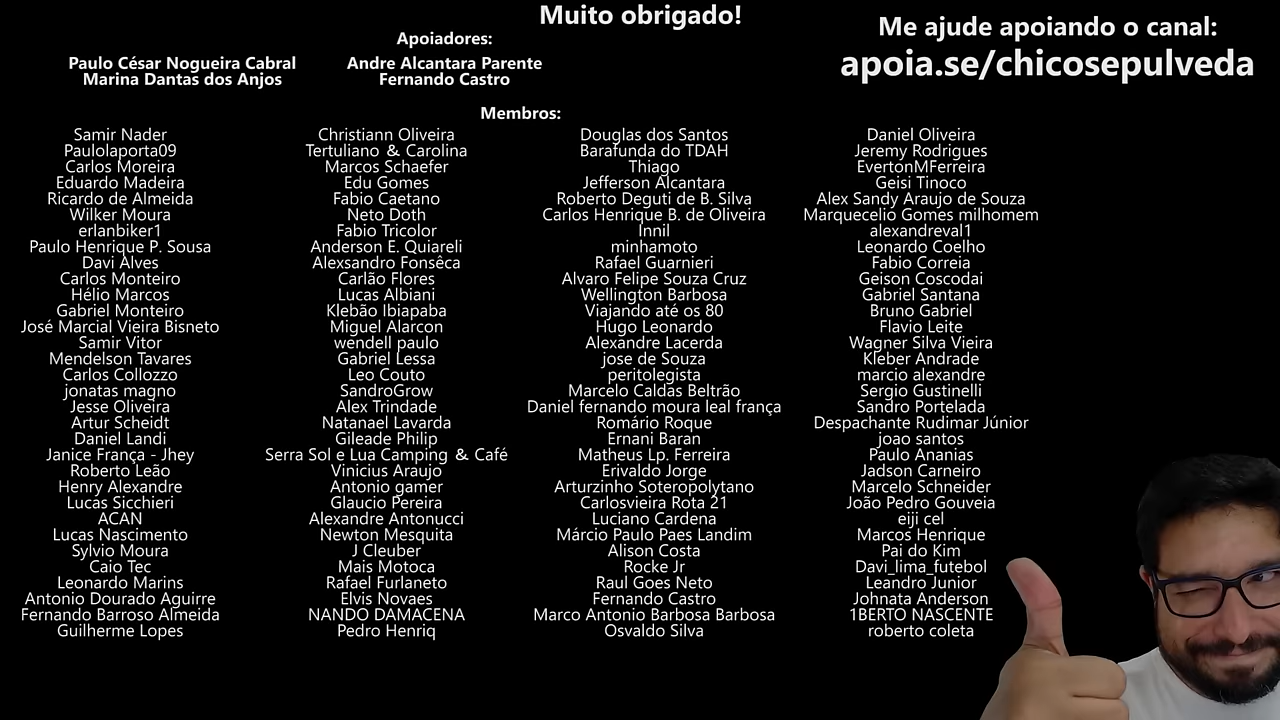 Muito obrigado!
Me ajude apoiando o canal:
apoia.se/chicosepulveda
Apoiadores:
Paulo César Nogueira Cabral
Marina Dantas dos Anjos
Andre Alcantara Parente
Fernando Castro
Membros:
Samir Nader
Paulolaporta09
Carlos Moreira
Eduardo Madeira
Ricardo de Almeida
Wilker Moura
erlanbiker1
Paulo Henrique P. Sousa
Davi Alves
Carlos Monteiro
Hélio Marcos
Gabriel Monteiro
José Marcial Vieira Bisneto
Samir Vitor
Mendelson Tavares
Carlos Collozzo
jonatas magno
Jesse Oliveira
Artur Scheidt
Daniel Landi
Janice França - Jhey
Roberto Leão
Henry Alexandre
Lucas Sicchieri
ACAN
Lucas Nascimento
Sylvio Moura
Caio Tec
Leonardo Marins
Antonio Dourado Aguirre
Fernando Barroso Almeida
Guilherme Lopes
Christiann Oliveira
Tertuliano & Carolina
Marcos Schaefer
Edu Gomes
Fabio Caetano
Neto Doth
Fabio Tricolor
Anderson E. Quiareli
Alexsandro Fonsêca
Carlão Flores
Lucas Albiani
Klebão Ibiapaba
Miguel Alarcon
wendell paulo
Gabriel Lessa
Leo Couto
SandroGrow
Alex Trindade
Natanael Lavarda
Gileade Philip
Serra Sol e Lua Camping & Café
Vinicius Araujo
Antonio gamer
Glaucio Pereira
Alexandre Antonucci
Newton Mesquita
J Cleuber
Mais Motoca
Rafael Furlaneto
Elvis Novaes
NANDO DAMACENA
Pedro Henriq
Douglas dos Santos
Barafunda do TDAH
Thiago
Jefferson Alcantara
Roberto Deguti de B. Silva
Carlos Henrique B. de Oliveira
Innil
minhamoto
Rafael Guarnieri
Alvaro Felipe Souza Cruz
Wellington Barbosa
Viajando até os 80
Hugo Leonardo
Alexandre Lacerda
jose de Souza
peritolegista
Marcelo Caldas Beltrão
Daniel fernando moura leal frança
Romário Roque
Ernani Baran
Matheus Lp. Ferreira
Erivaldo Jorge
Arturzinho Soteropolytano
Carlosvieira Rota 21
Luciano Cardena
Márcio Paulo Paes Landim
Alison Costa
Rocke Jr
Raul Goes Neto
Fernando Castro
Marco Antonio Barbosa Barbosa
Osvaldo Silva
Daniel Oliveira
Jeremy Rodrigues
EvertonMFerreira
Geisi Tinoco
Alex Sandy Araujo de Souza
Marquecelio Gomes milhomem
alexandreval1
Leonardo Coelho
Fabio Correia
Geison Coscodai
Gabriel Santana
Bruno Gabriel
Flavio Leite
Wagner Silva Vieira
Kleber Andrade
marcio alexandre
Sergio Gustinelli
Sandro Portelada
Despachante Rudimar Júnior
joao santos
Paulo Ananias
Jadson Carneiro
Marcelo Schneider
João Pedro Gouveia
eiji cel
Marcos Henrique
Pai do Kim
Davi_lima_futebol
Leandro Junior
Johnata Anderson
1BERTO NASCENTE
roberto coleta